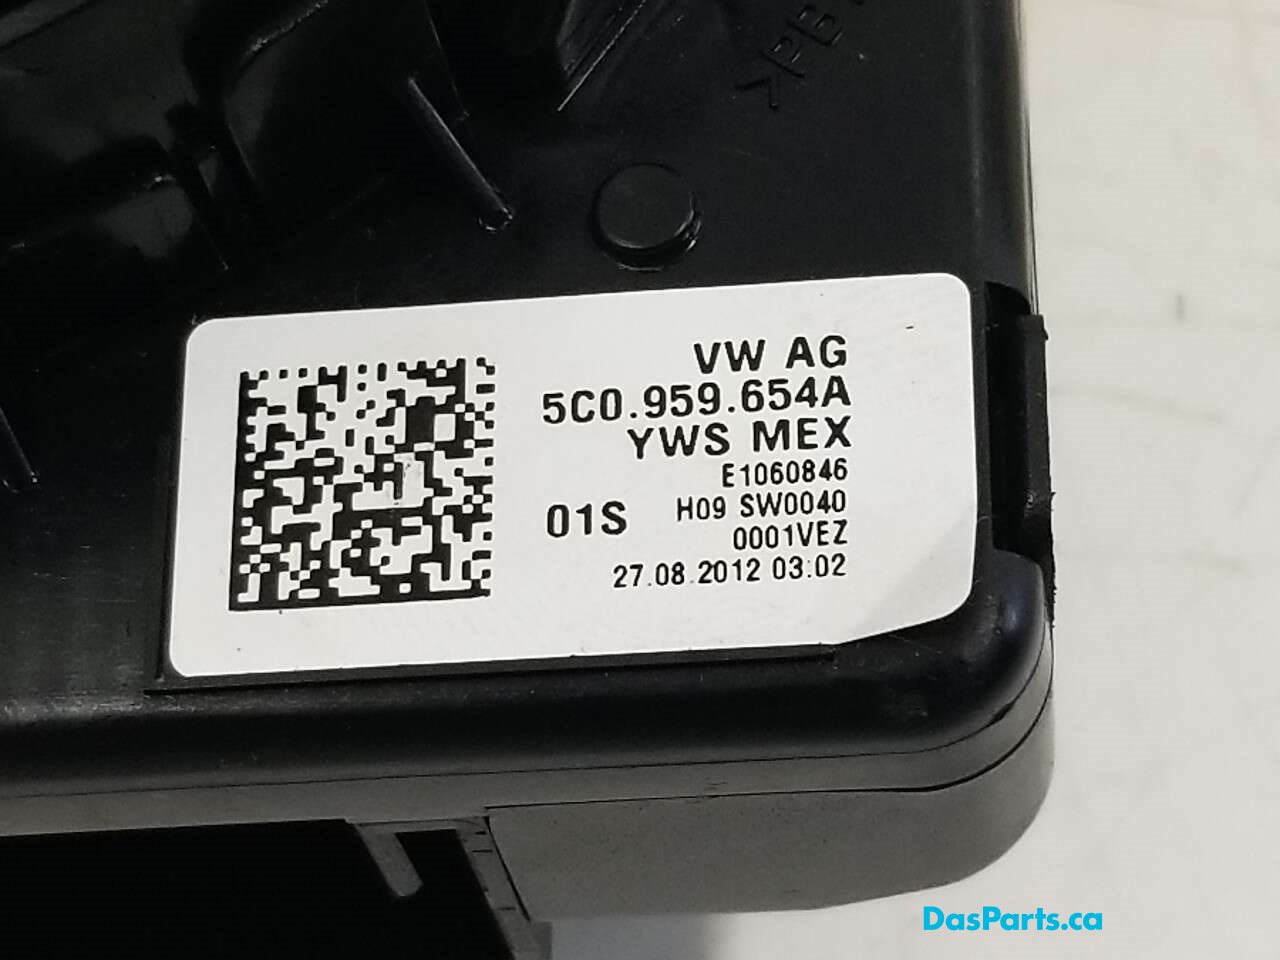 >PB
VW AG
5C0.959.654A
YWS MEX
E1060846
01S H09 SW0040
0001VEZ
27.08.2012 03:02
DasParts.ca